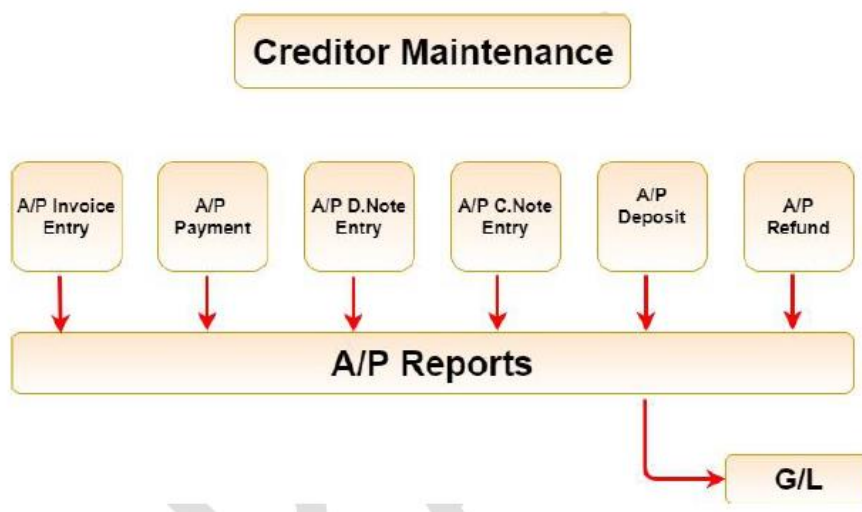 Creditor Maintenance
A/P Invoice
Entry
A/P
Payment
A/P D.Note
Entry
A/P C.Note
Entry
A/P
Deposit
A/P
Refund
A/P Reports
G/L